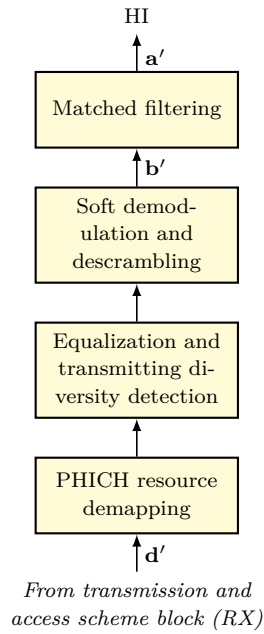 HI
a′
Matched filtering
b′
Soft demod-
ulation and
descrambling
Equalization and
transmitting di-
versity detection
PHICH resource
demapping
d′
From transmission and
access scheme block (RX)